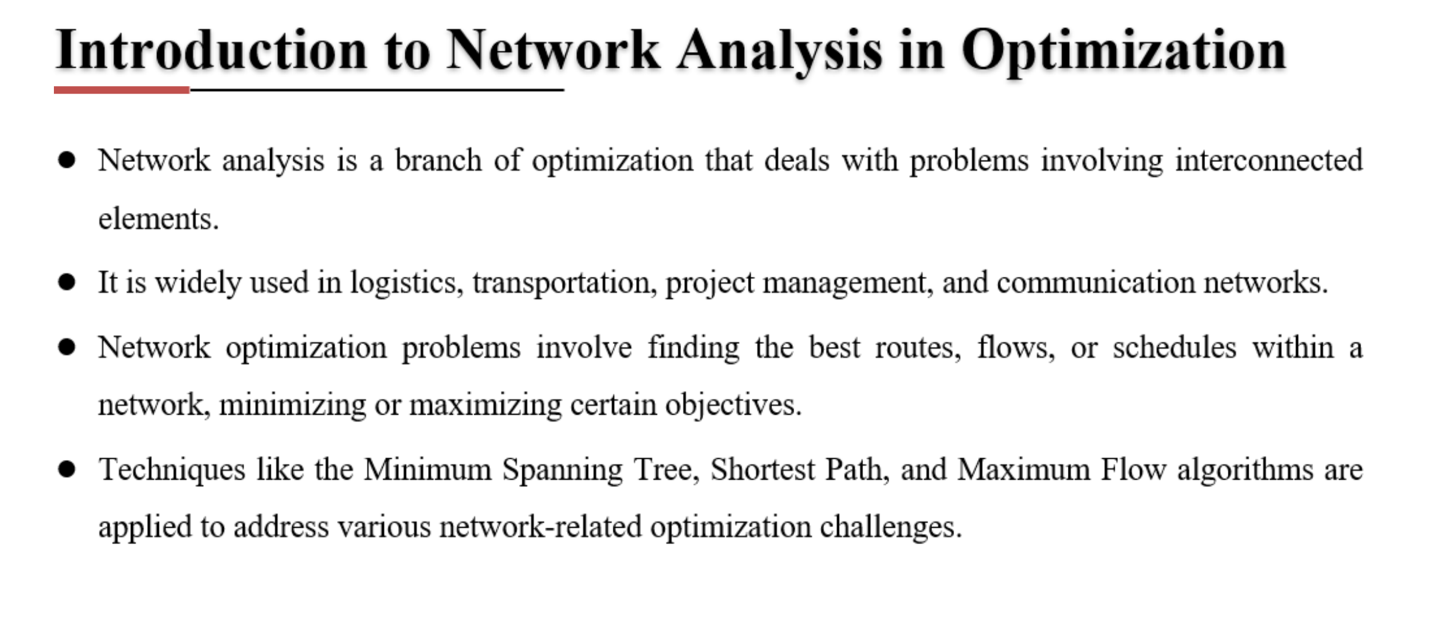 Introduction to Network Analysis in Optimization
● Network analysis is a branch of optimization that deals with problems involving interconnected
elements.
● It is widely used in logistics, transportation, project management, and communication networks.
● Network optimization problems involve finding the best routes, flows, or schedules within a
network, minimizing or maximizing certain objectives.
● Techniques like the Minimum Spanning Tree, Shortest Path, and Maximum Flow algorithms are
applied to address various network-related optimization challenges.